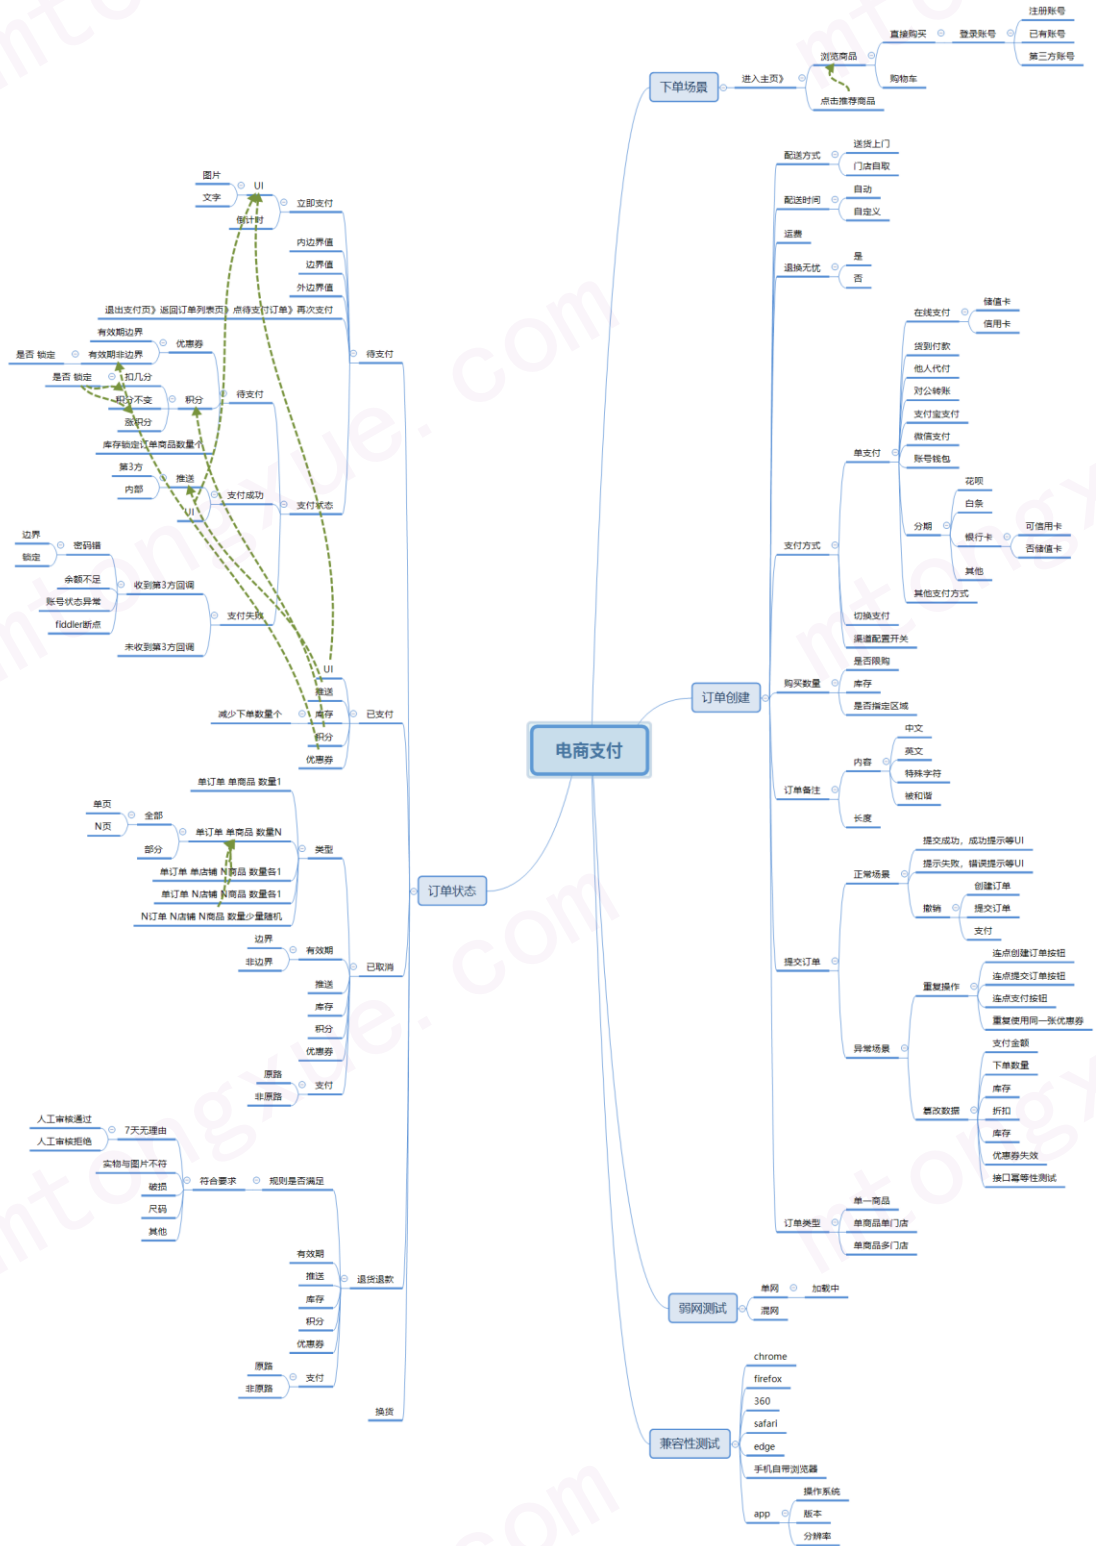 电商支付
下单场景
进入主页》
浏览商品
直接购买
登录账号
注册账号
已有账号
第三方账号
购物车
点击推荐商品
订单创建
配送方式
送货上门
门店自取
配送时间
自动
自定义
运费
退换无忧
是
否
支付方式
单支付
在线支付
储值卡
信用卡
货到付款
他人代付
对公转账
支付宝支付
微信支付
账号钱包
分期
花呗
白条
银行卡
可信用卡
否储值卡
其他
其他支付方式
切换支付
渠道配置开关
购买数量
是否限购
库存
是否指定区域
订单备注
内容
中文
英文
特殊字符
被和谐
长度
提交订单
正常场景
提交成功，成功提示等UI
提示失败，错误提示等UI
撤销
创建订单
提交订单
支付
异常场景
重复操作
连点创建订单按钮
连点提交订单按钮
连点支付按钮
重复使用同一张优惠券
篡改数据
支付金额
下单数量
库存
折扣
库存
优惠券失效
接口幂等性测试
订单类型
单一商品
单商品单门店
单商品多门店
弱网测试
单网
加载中
混网
兼容性测试
chrome
firefox
360
safari
edge
手机自带浏览器
app
操作系统
版本
分辨率
订单状态
待支付
立即支付
UI
图片
文字
倒计时
内边界值
边界值
外边界值
退出支付页》返回订单列表页》点待支付订单》再次支付
支付状态
待支付
优惠券
有效期边界
有效期非边界
是否 锁定
积分
扣几分
是否 锁定
积分不变
涨积分
库存锁定订单商品数量个
支付成功
推送
第3方
内部
UI
支付失败
收到第3方回调
密码错
边界
锁定
余额不足
账号状态异常
fiddler断点
未收到第3方回调
已支付
UI
推送
库存
减少下单数量个
积分
优惠券
已取消
类型
单订单 单商品 数量1
单订单 单商品 数量N
全部
单页
N页
部分
单订单 单店铺 N商品 数量各1
单订单 N店铺 N商品 数量各1
N订单 N店铺 N商品 数量少量随机
有效期
边界
非边界
推送
库存
积分
优惠券
支付
原路
非原路
退货退款
规则是否满足
符合要求
7天无理由
人工审核通过
人工审核拒绝
实物与图片不符
破损
尺码
其他
有效期
推送
库存
积分
优惠券
支付
原路
非原路
换货
mtongxue.com